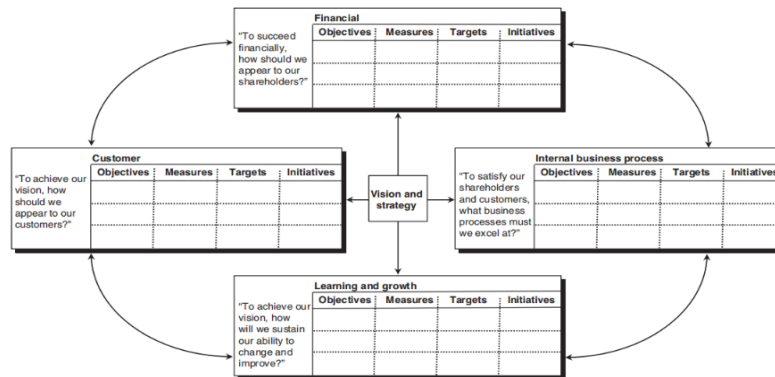 Financial
"To succeed
financially,
how should we
appear to our
shareholders?"
Objectives Measures Targets Initiatives
Customer
"To achieve our
vision, how
should we
appear to our
customers?"
Objectives Measures Targets Initiatives
Vision and
strategy
Internal business process
"To satisfy our
shareholders
and customers,
what business
processes must
we excel at?"
Objectives Measures Targets Initiatives
Learning and growth
"To achieve our
vision, how
will we sustain
our ability to
change and
improve?"
Objectives Measures Targets Initiatives